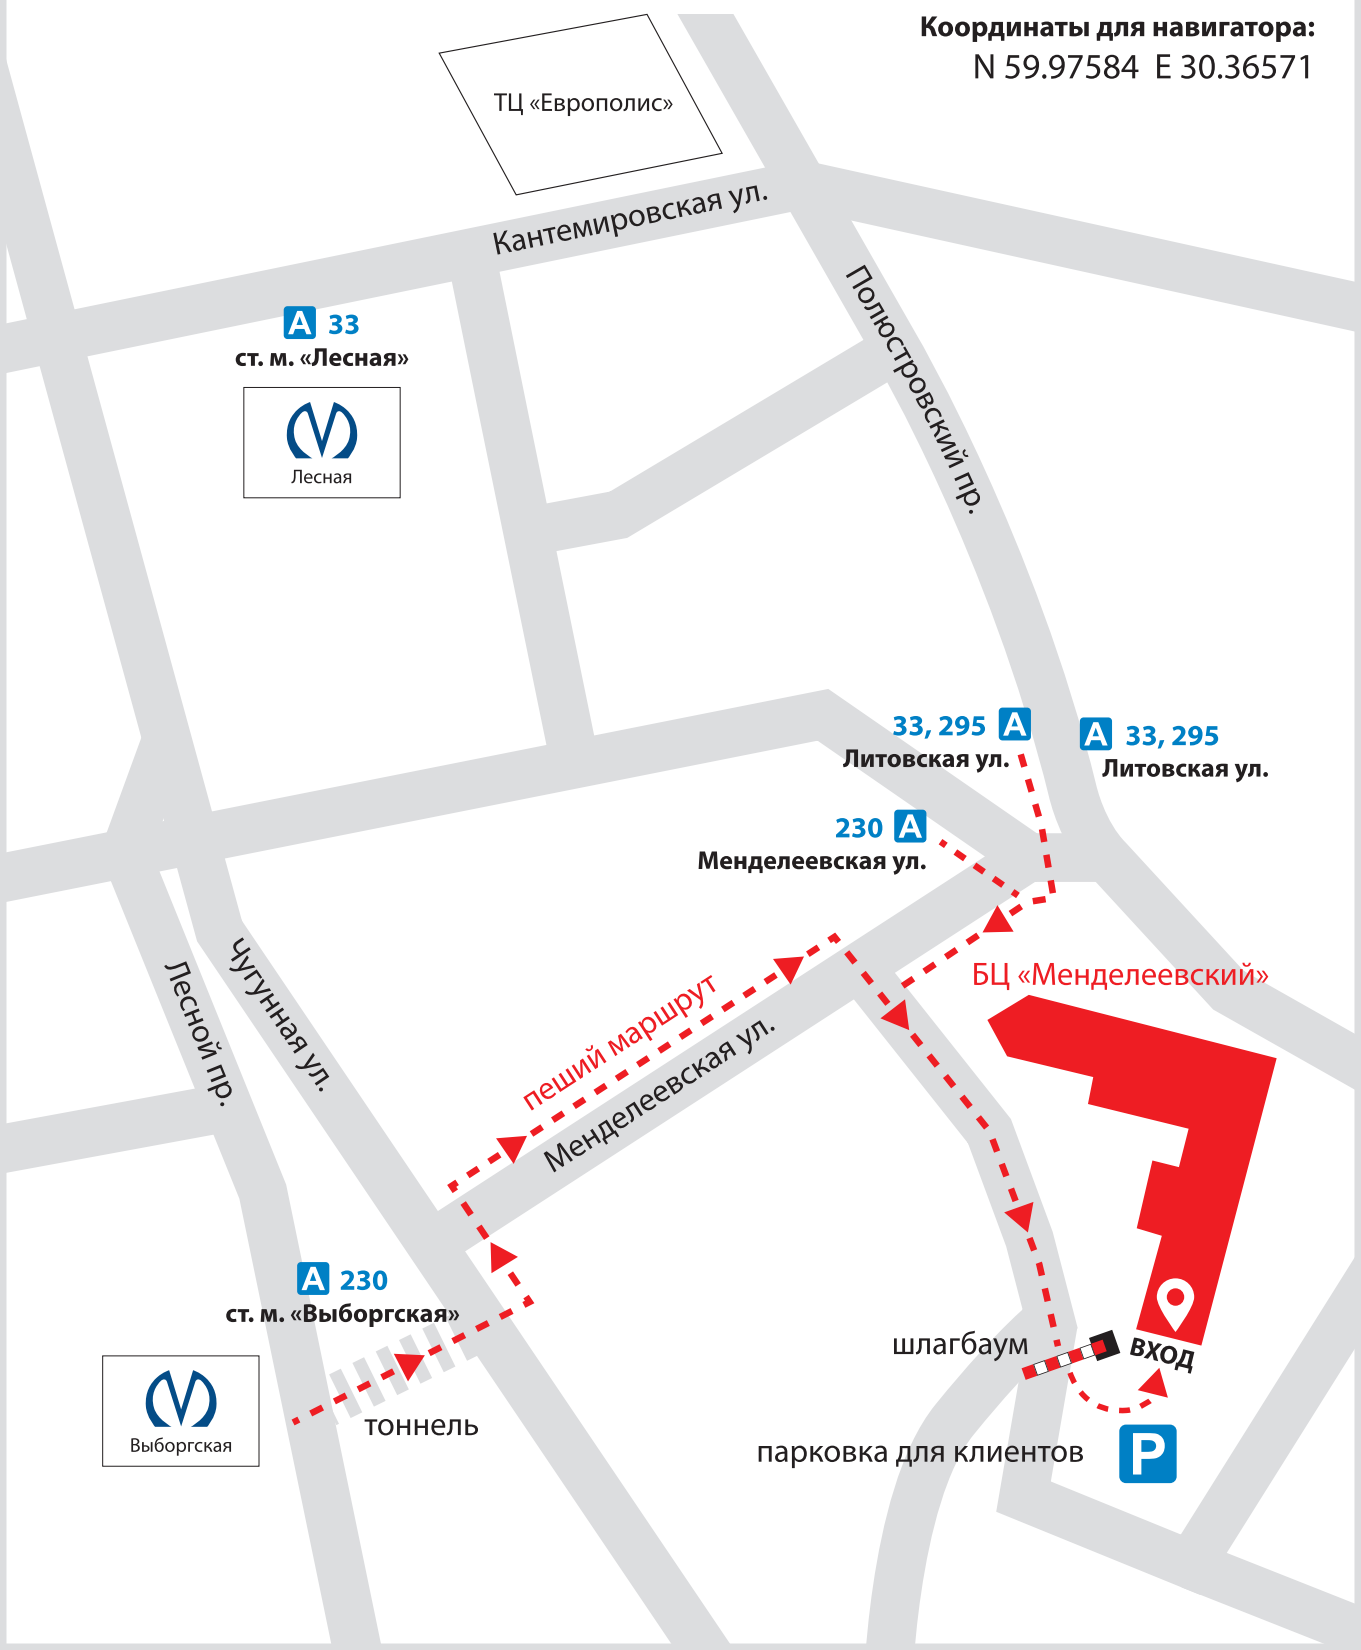 Координаты для навигатора:
N 59.97584 E 30.36571
ТЦ «Европолис»
Кантемировская ул.
Полюстровский пр.
A 33
ст. м. «Лесная»
Лесная
33, 295 A
Литовская ул.
A 33, 295
Литовская ул.
230 A
Менделеевская ул.
БЦ «Менделеевский»
Чугунная ул.
Лесной пр.
пеший маршрут
Менделеевская ул.
A 230
ст. м. «Выборгская»
Выборгская
тоннель
шлагбаум
ВХОД
парковка для клиентов
P